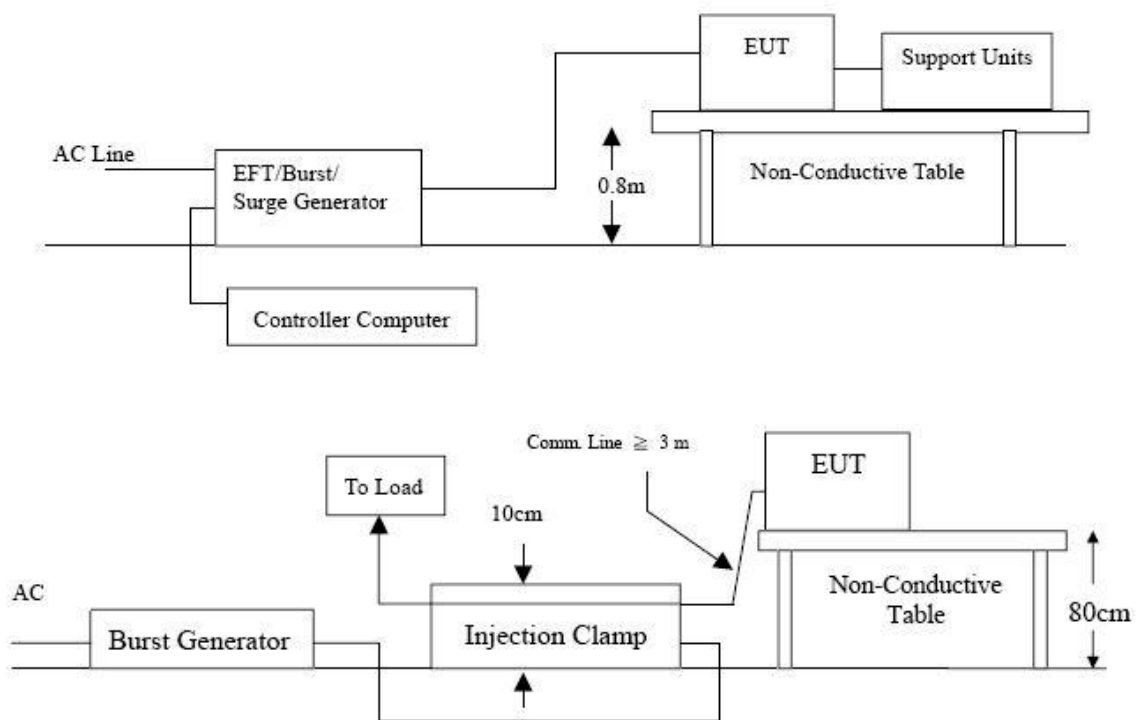 EUT
Support Units
AC Line
EFT/Burst/
Surge Generator
0.8m
Non-Conductive Table
Controller Computer
Comm. Line ≧ 3 m
EUT
To Load
10cm
AC
Burst Generator
Injection Clamp
Non-Conductive
Table
80cm